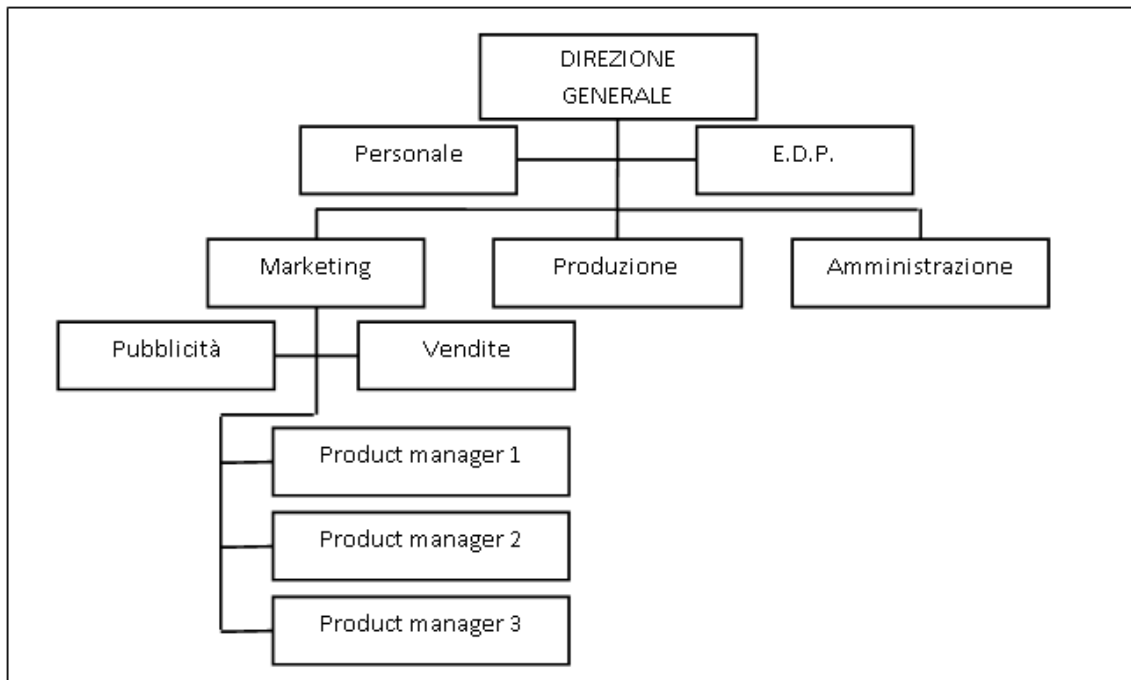 DIREZIONE
GENERALE
Personale
E.D.P.
Marketing
Produzione
Amministrazione
Pubblicità
Vendite
Product manager 1
Product manager 2
Product manager 3